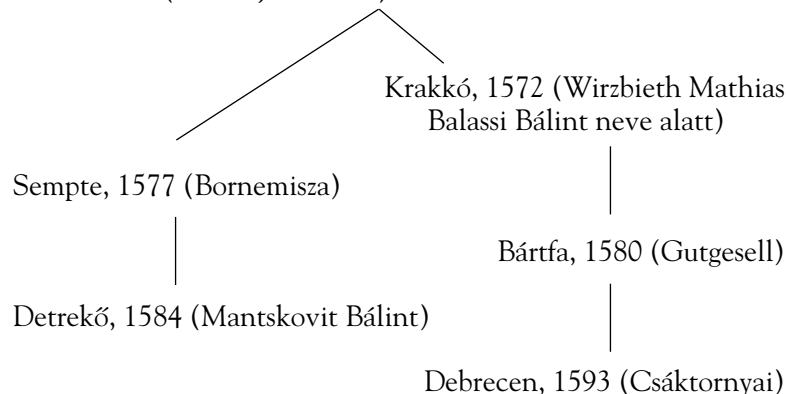 Krakkó, 1572 (Wirzbieth Mathias
Balassi Bálint neve alatt)
Sempte, 1577 (Bornemisza)
Bártfa, 1580 (Gutgesell)
Detrekő, 1584 (Mantskovit Bálint)
Debrecen, 1593 (Csáktornyai)